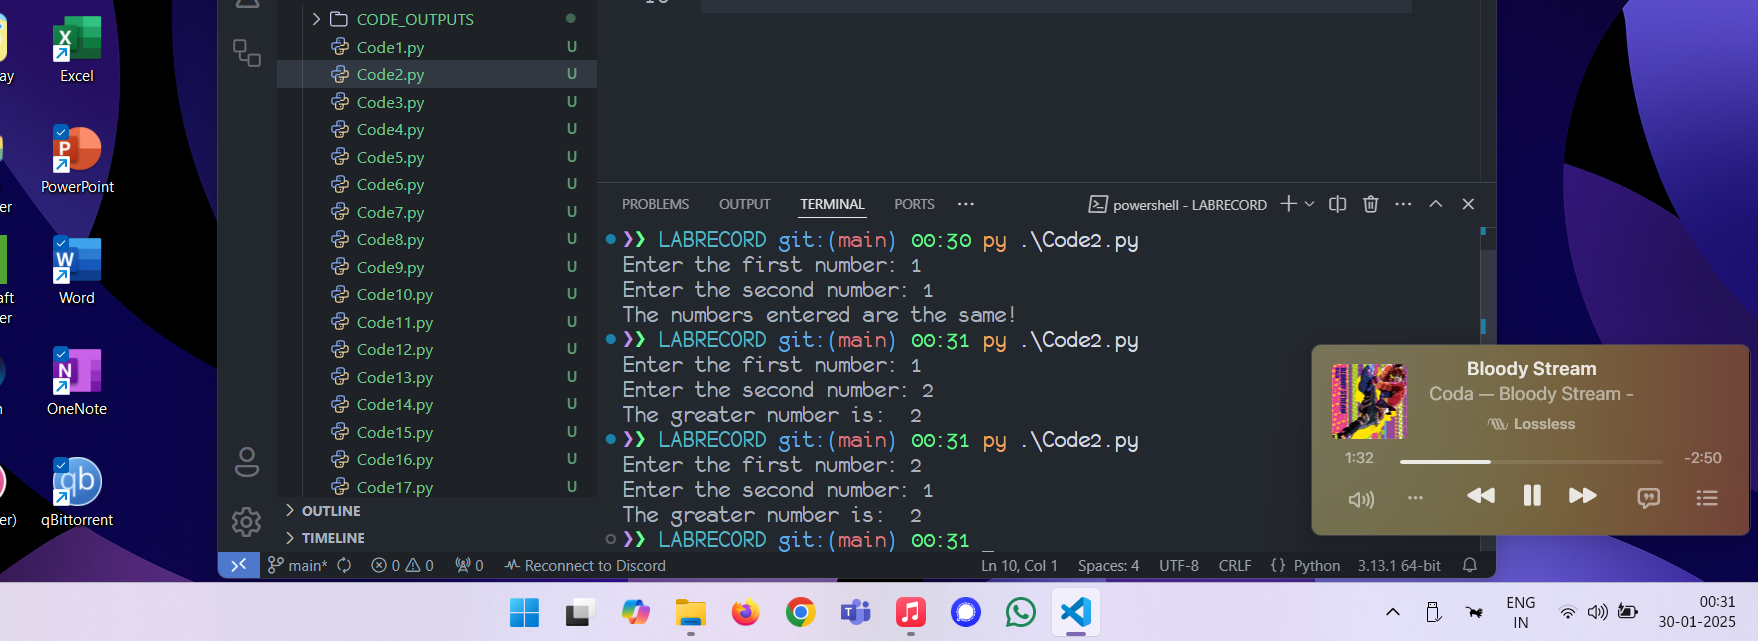 ay
Excel
PowerPoint
er
Word
aft
er
OneNote
er)
qBittorrent
CODE_OUTPUTS
Code1.py U
Code2.py U
Code3.py U
Code4.py U
Code5.py U
Code6.py U
Code7.py U
Code8.py U
Code9.py U
Code10.py U
Code11.py U
Code12.py U
Code13.py U
Code14.py U
Code15.py U
Code16.py U
Code17.py U
OUTLINE
TIMELINE
PROBLEMS OUTPUT TERMINAL PORTS ··· powershell - LABRECORD
❯❯ LABRECORD git:(main) 00:30 py .\Code2.py
Enter the first number: 1
Enter the second number: 1
The numbers entered are the same!
❯❯ LABRECORD git:(main) 00:31 py .\Code2.py
Enter the first number: 1
Enter the second number: 2
The greater number is:  2
❯❯ LABRECORD git:(main) 00:31 py .\Code2.py
Enter the first number: 2
Enter the second number: 1
The greater number is:  2
❯❯ LABRECORD git:(main) 00:31 _
Bloody Stream
Coda — Bloody Stream -
Lossless
1:32 -2:50
main* 0 0 0 Reconnect to Discord Ln 10, Col 1 Spaces: 4 UTF-8 CRLF {} Python 3.13.1 64-bit
ENG
IN
00:31
30-01-2025